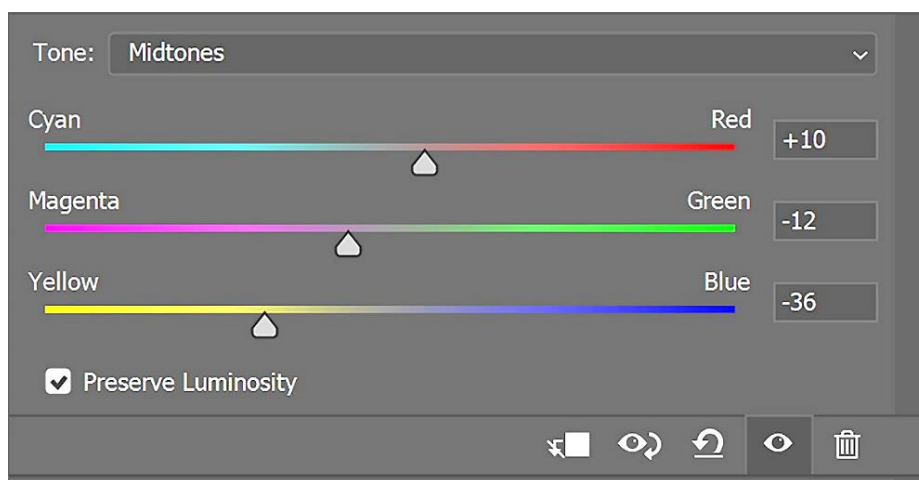 Tone: Midtones
Cyan Red +10
Magenta Green -12
Yellow Blue -36
Preserve Luminosity